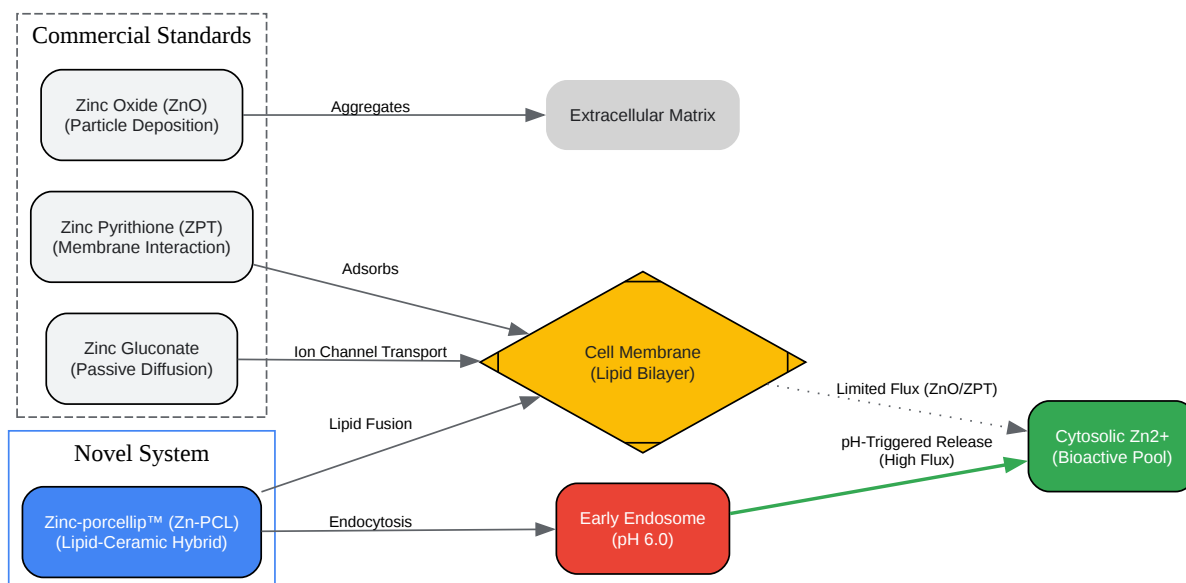 Commercial Standards
Zinc Oxide (ZnO)
(Particle Deposition)
Aggregates
Extracellular Matrix
Zinc Pyrithione (ZPT)
(Membrane Interaction)
Adsorbs
Zinc Gluconate
(Passive Diffusion)
Ion Channel Transport
Cell Membrane
(Lipid Bilayer)
Limited Flux (ZnO/ZPT)
Lipid Fusion
pH-Triggered Release
(High Flux)
Cytosolic Zn2+
(Bioactive Pool)
Novel System
Zinc-porcellip™ (Zn-PCL)
(Lipid-Ceramic Hybrid)
Endocytosis
Early Endosome
(pH 6.0)